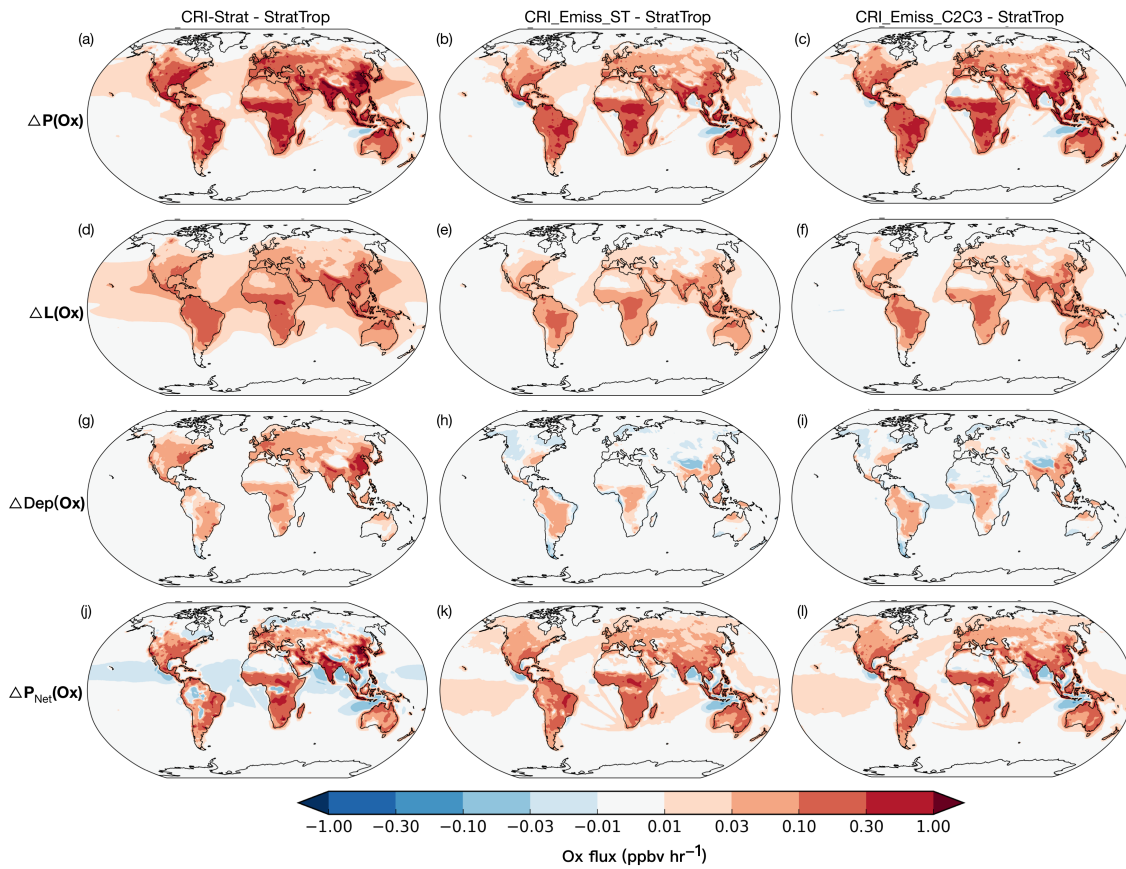 CRI-Strat - StratTrop
CRI_Emiss_ST - StratTrop
CRI_Emiss_C2C3 - StratTrop
(a)
(b)
(c)
△P(Ox)
(d)
(e)
(f)
△L(Ox)
(g)
(h)
(i)
△Dep(Ox)
(j)
(k)
(l)
△P_Net(Ox)
−1.00 −0.30 −0.10 −0.03 −0.01 0.01 0.03 0.10 0.30 1.00
Ox flux (ppbv hr⁻¹)